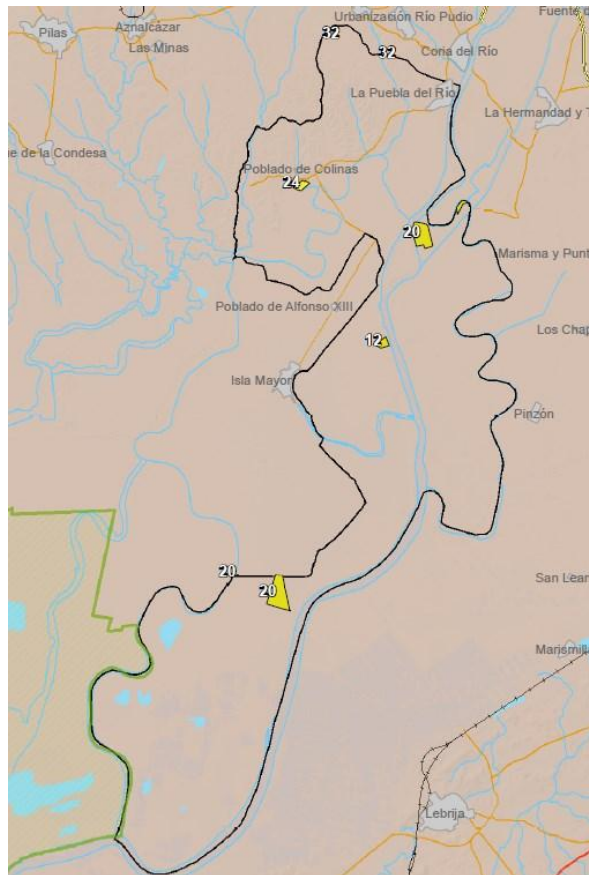 Urbanización Río Pudio
Fuente d
Pilas
Aznalcázar
Las Minas
32
32
Coria del Río
La Puebla del Río
La Hermandad y T
ue de la Condesa
Poblado de Colinas
24
20
Marisma y Punt
Poblado de Alfonso XIII
12
Los Chap
Isla Mayor
Pinzón
20
20
San Lean
Marismill
Lebrija